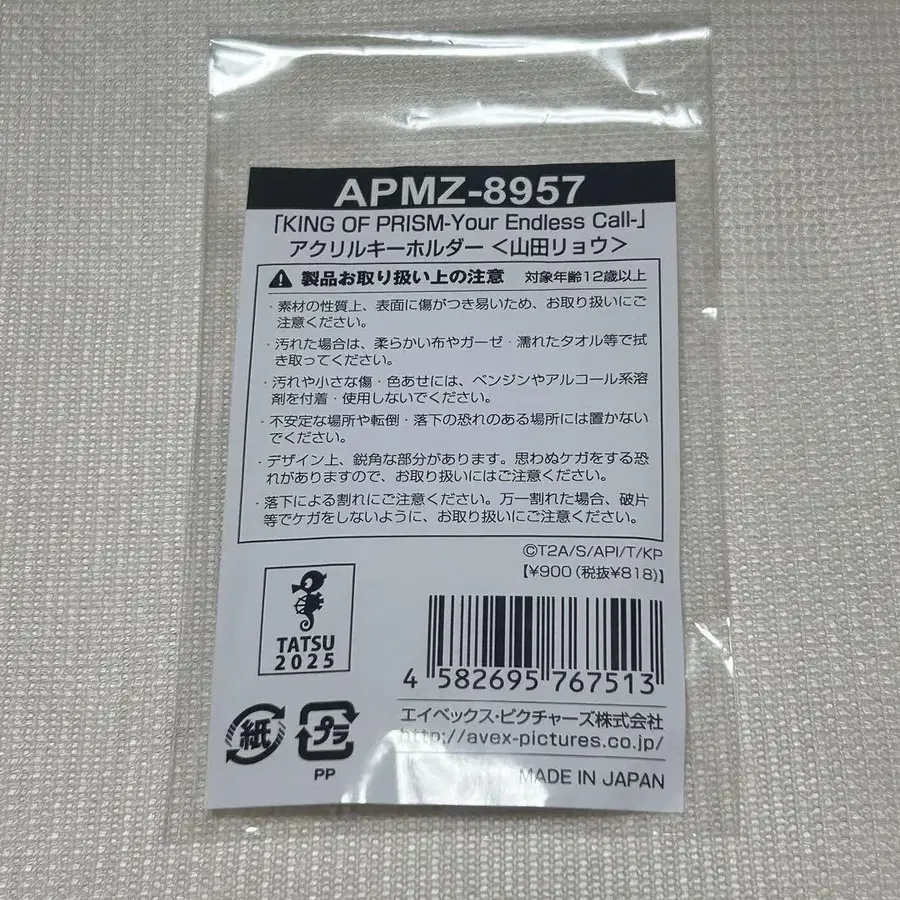 APMZ-8957
「KING OF PRISM-Your Endless Call-」
アクリルキーホルダー＜山田リョウ＞
製品お取り扱い上の注意 対象年齢12歳以上
・素材の性質上、表面に傷がつき易いため、お取り扱いにご
注意ください。
・汚れた場合は、柔らかい布やガーゼ・濡れたタオル等で拭
き取ってください。
・汚れや小さな傷・色あせには、ベンジンやアルコール系溶
剤を付着・使用しないでください。
・不安定な場所や転倒・落下の恐れのある場所には置かない
でください。
・デザイン上、鋭角な部分があります。思わぬケガをする恐
れがありますので、お取り扱いにはご注意ください。
・落下による割れにご注意ください。万一割れた場合、破片
等でケガをしないように、お取り扱いにご注意ください。
©T2A/S/API/T/KP
【¥900（税抜¥818）】
TATSU
2025
4 582695 767513
エイベックス・ピクチャーズ株式会社
http://avex-pictures.co.jp/
紙
プラ
PP
MADE IN JAPAN